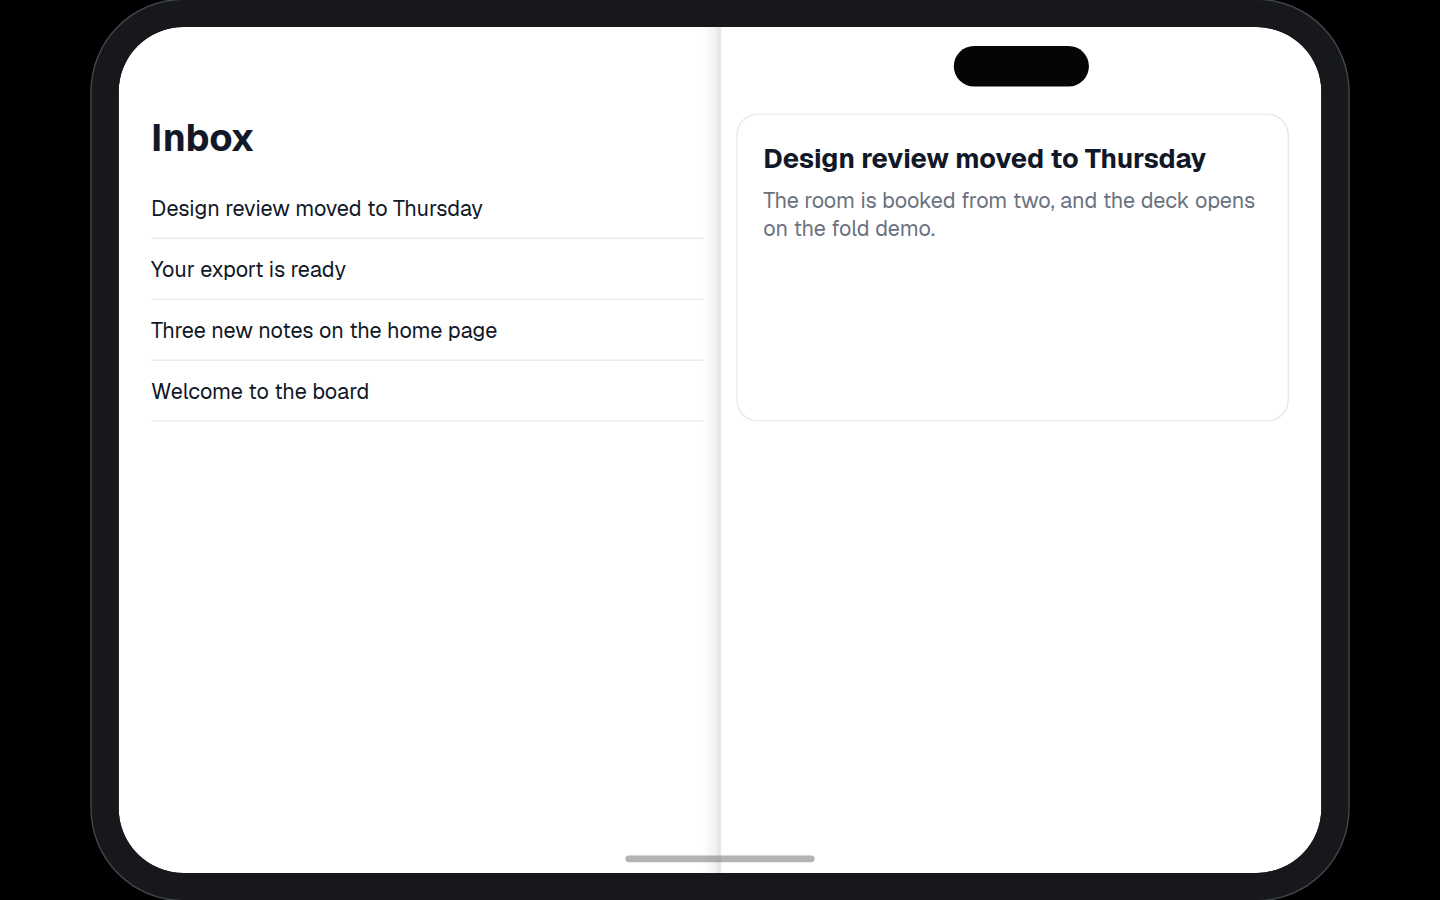 Inbox
Design review moved to Thursday
Your export is ready
Three new notes on the home page
Welcome to the board
Design review moved to Thursday
The room is booked from two, and the deck opens
on the fold demo.